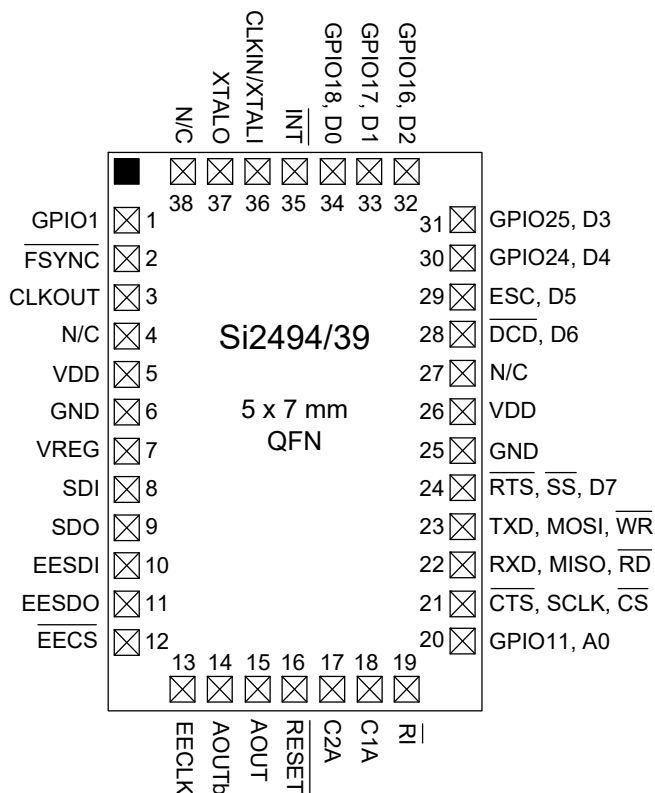 N/C
XTALO
CLKIN/XTALI
INT
GPIO18, D0
GPIO17, D1
GPIO16, D2
38 37 36 35 34 33 32
GPIO1 1
FSYNC 2
CLKOUT 3
N/C 4
VDD 5
GND 6
VREG 7
SDI 8
SDO 9
EESDI 10
EESDO 11
EECS 12
Si2494/39
5 x 7 mm
QFN
31 GPIO25, D3
30 GPIO24, D4
29 ESC, D5
28 DCD, D6
27 N/C
26 VDD
25 GND
24 RTS, SS, D7
23 TXD, MOSI, WR
22 RXD, MISO, RD
21 CTS, SCLK, CS
20 GPIO11, A0
13 14 15 16 17 18 19
EECLK
AOUTb
AOUT
RESET
C2A
C1A
RI